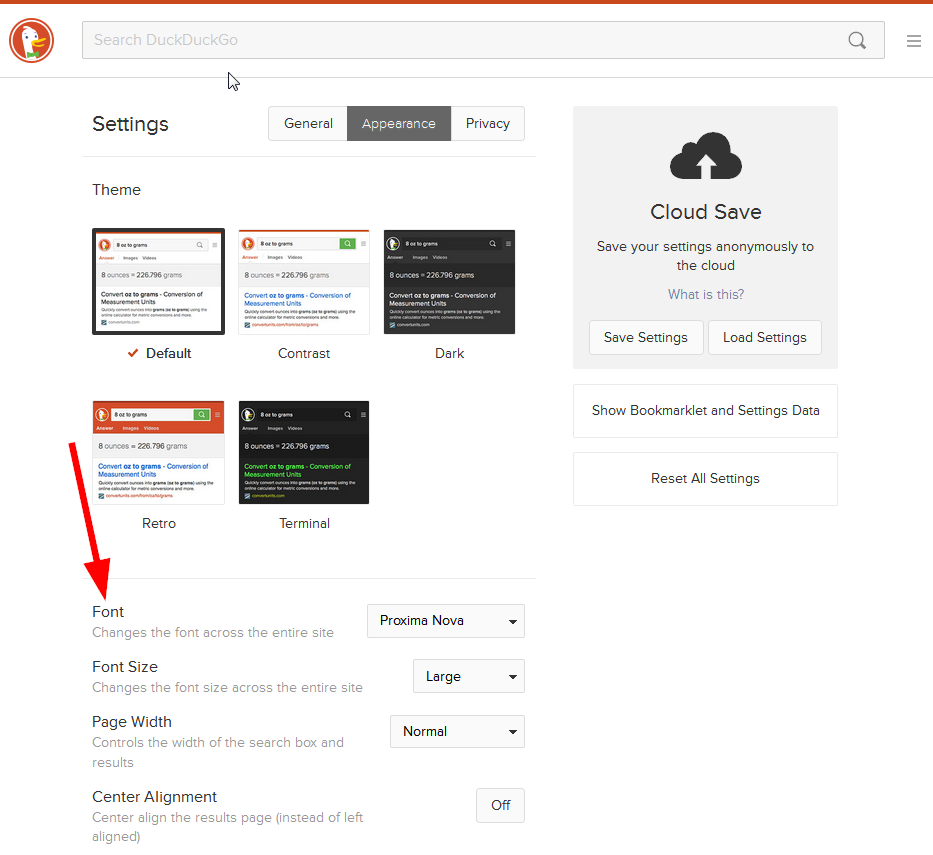 Search DuckDuckGo
Settings
General
Appearance
Privacy
Theme
8 oz to grams
Answer Images Videos
8 ounces = 226.796 grams
Convert oz to grams - Conversion of
Measurement Units
Quickly convert ounces into grams (oz to grams) using the
online calculator for metric conversions and more.
convertunits.com
Default
8 oz to grams
Answer Images Videos
8 ounces = 226.796 grams
Convert oz to grams - Conversion of
Measurement Units
Quickly convert ounces into grams (oz to grams) using the
online calculator for metric conversions and more.
convertunits.com/from/oz/to/grams
Contrast
8 oz to grams
Answer Images Videos
8 ounces = 226.796 grams
Convert oz to grams - Conversion of
Measurement Units
Quickly convert ounces into grams (oz to grams) using the
online calculator for metric conversions and more.
convertunits.com
Dark
8 oz to grams
Answer Images Videos
8 ounces = 226.796 grams
Convert oz to grams - Conversion of
Measurement Units
Quickly convert ounces into grams (oz to grams) using the
online calculator for metric conversions and more.
convertunits.com/from/oz/to/grams
Retro
8 oz to grams
Answer Images Videos
8 ounces = 226.796 grams
Convert oz to grams - Conversion of
Measurement Units
Quickly convert ounces into grams (oz to grams) using the
online calculator for metric conversions and more.
convertunits.com
Terminal
Font
Changes the font across the entire site
Proxima Nova
Font Size
Changes the font size across the entire site
Large
Page Width
Controls the width of the search box and
results
Normal
Center Alignment
Center align the results page (instead of left
aligned)
Off
Cloud Save
Save your settings anonymously to
the cloud
What is this?
Save Settings
Load Settings
Show Bookmarklet and Settings Data
Reset All Settings